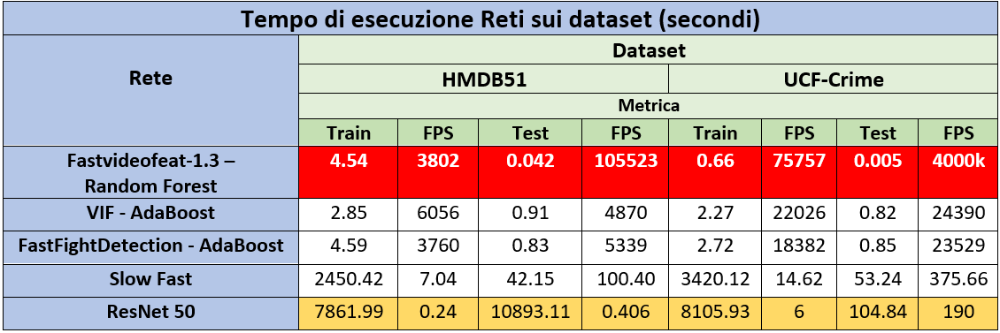 Tempo di esecuzione Reti sui dataset (secondi)
Rete
Dataset
HMDB51 UCF-Crime
Metrica
Train FPS Test FPS Train FPS Test FPS
Fastvideofeat-1.3 –
Random Forest
4.54 3802 0.042 105523 0.66 75757 0.005 4000k
VIF - AdaBoost 2.85 6056 0.91 4870 2.27 22026 0.82 24390
FastFightDetection - AdaBoost 4.59 3760 0.83 5339 2.72 18382 0.85 23529
Slow Fast 2450.42 7.04 42.15 100.40 3420.12 14.62 53.24 375.66
ResNet 50 7861.99 0.24 10893.11 0.406 8105.93 6 104.84 190